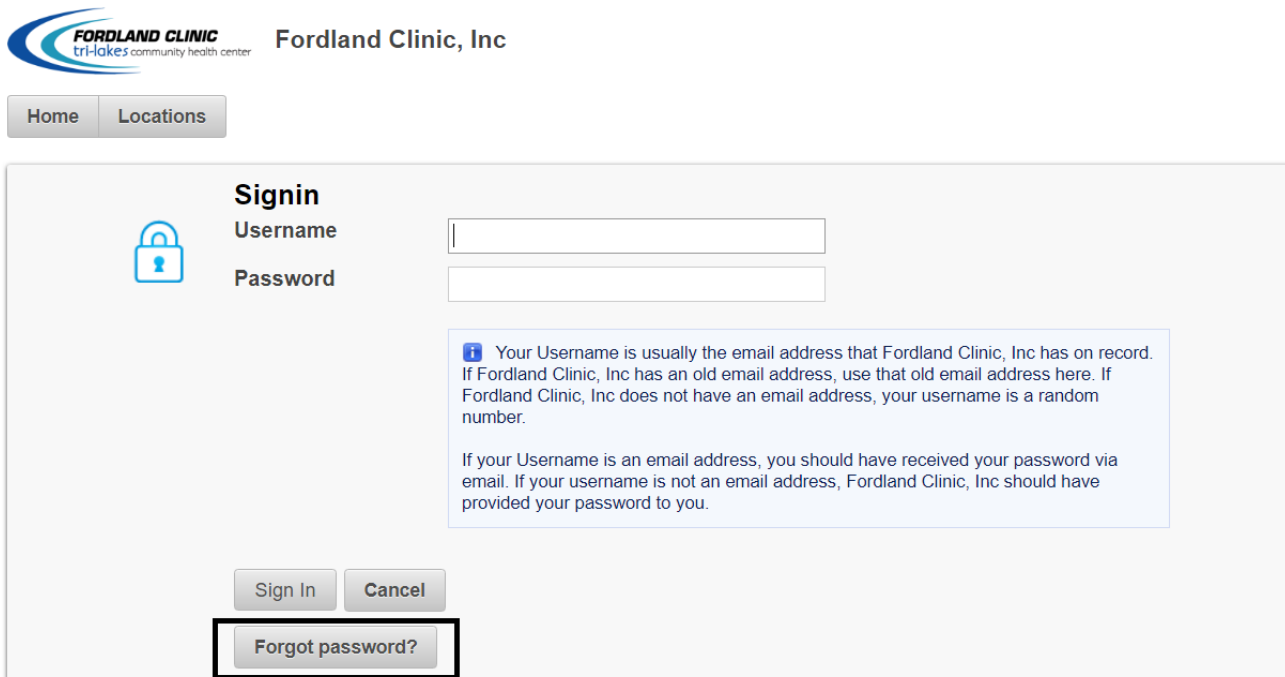 FORDLAND CLINIC
tri-lakes community health center
Fordland Clinic, Inc
Home
Locations
Signin
Username
Password
Your Username is usually the email address that Fordland Clinic, Inc has on record.
If Fordland Clinic, Inc has an old email address, use that old email address here. If
Fordland Clinic, Inc does not have an email address, your username is a random
number.
If your Username is an email address, you should have received your password via
email. If your username is not an email address, Fordland Clinic, Inc should have
provided your password to you.
Sign In
Cancel
Forgot password?